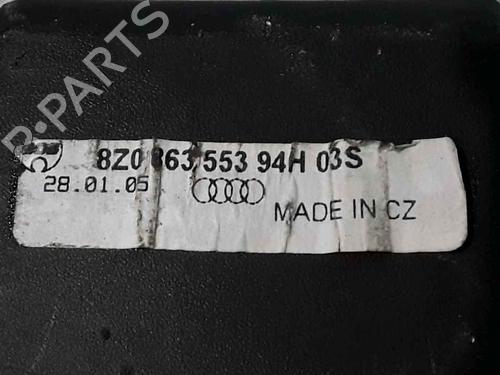 B-PARTS
8Z0 863 553 94H 03S
28.01.05
MADE IN CZ